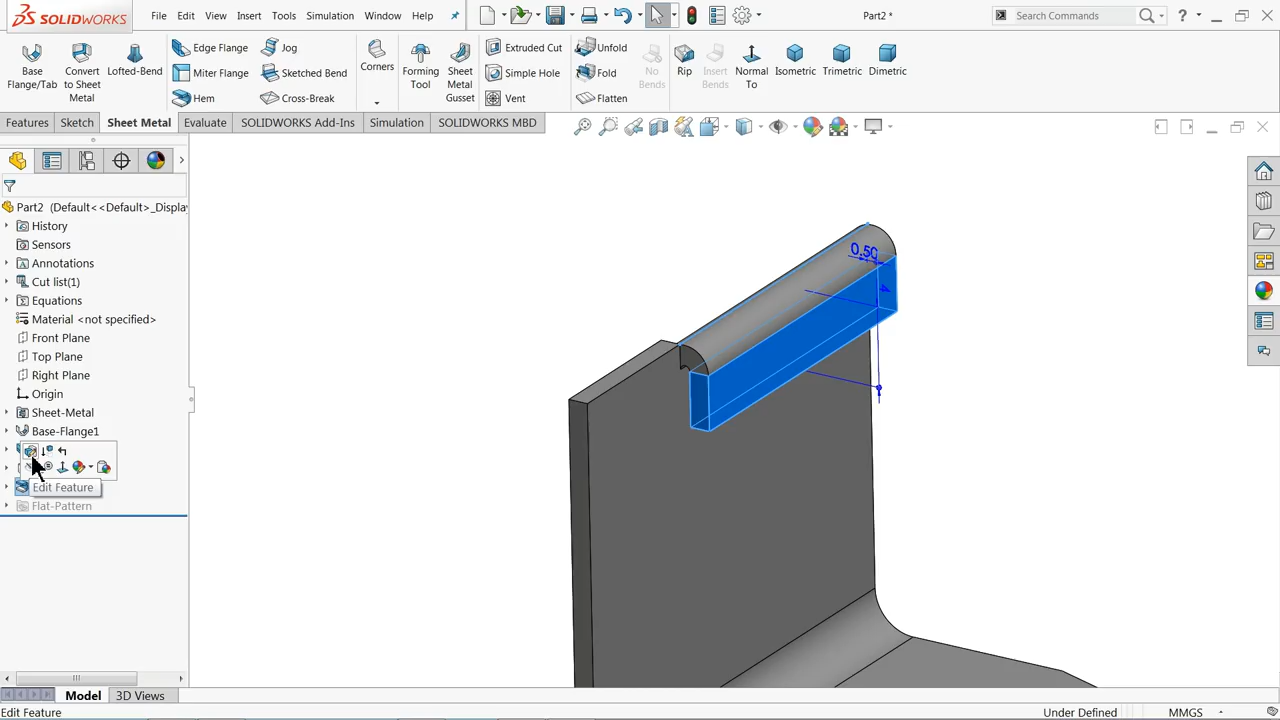 SOLIDWORKS
File Edit View Insert Tools Simulation Window Help
Part2 *
Search Commands
?
Base Flange/Tab
Convert to Sheet Metal
Lofted-Bend
Edge Flange
Miter Flange
Hem
Jog
Sketched Bend
Cross-Break
Corners
Forming Tool
Sheet Metal Gusset
Extruded Cut
Simple Hole
Vent
Unfold
Fold
Flatten
No Bends
Rip
Insert Bends
Normal To
Isometric
Trimetric
Dimetric
Features Sketch Sheet Metal Evaluate SOLIDWORKS Add-Ins Simulation SOLIDWORKS MBD
Part2 (Default<<Default>_Display
History
Sensors
Annotations
Cut list(1)
Equations
Material <not specified>
Front Plane
Top Plane
Right Plane
Origin
Sheet-Metal
Base-Flange1
Edit Feature
Flat-Pattern
0.50
Model 3D Views
Edit Feature
Under Defined
MMGS